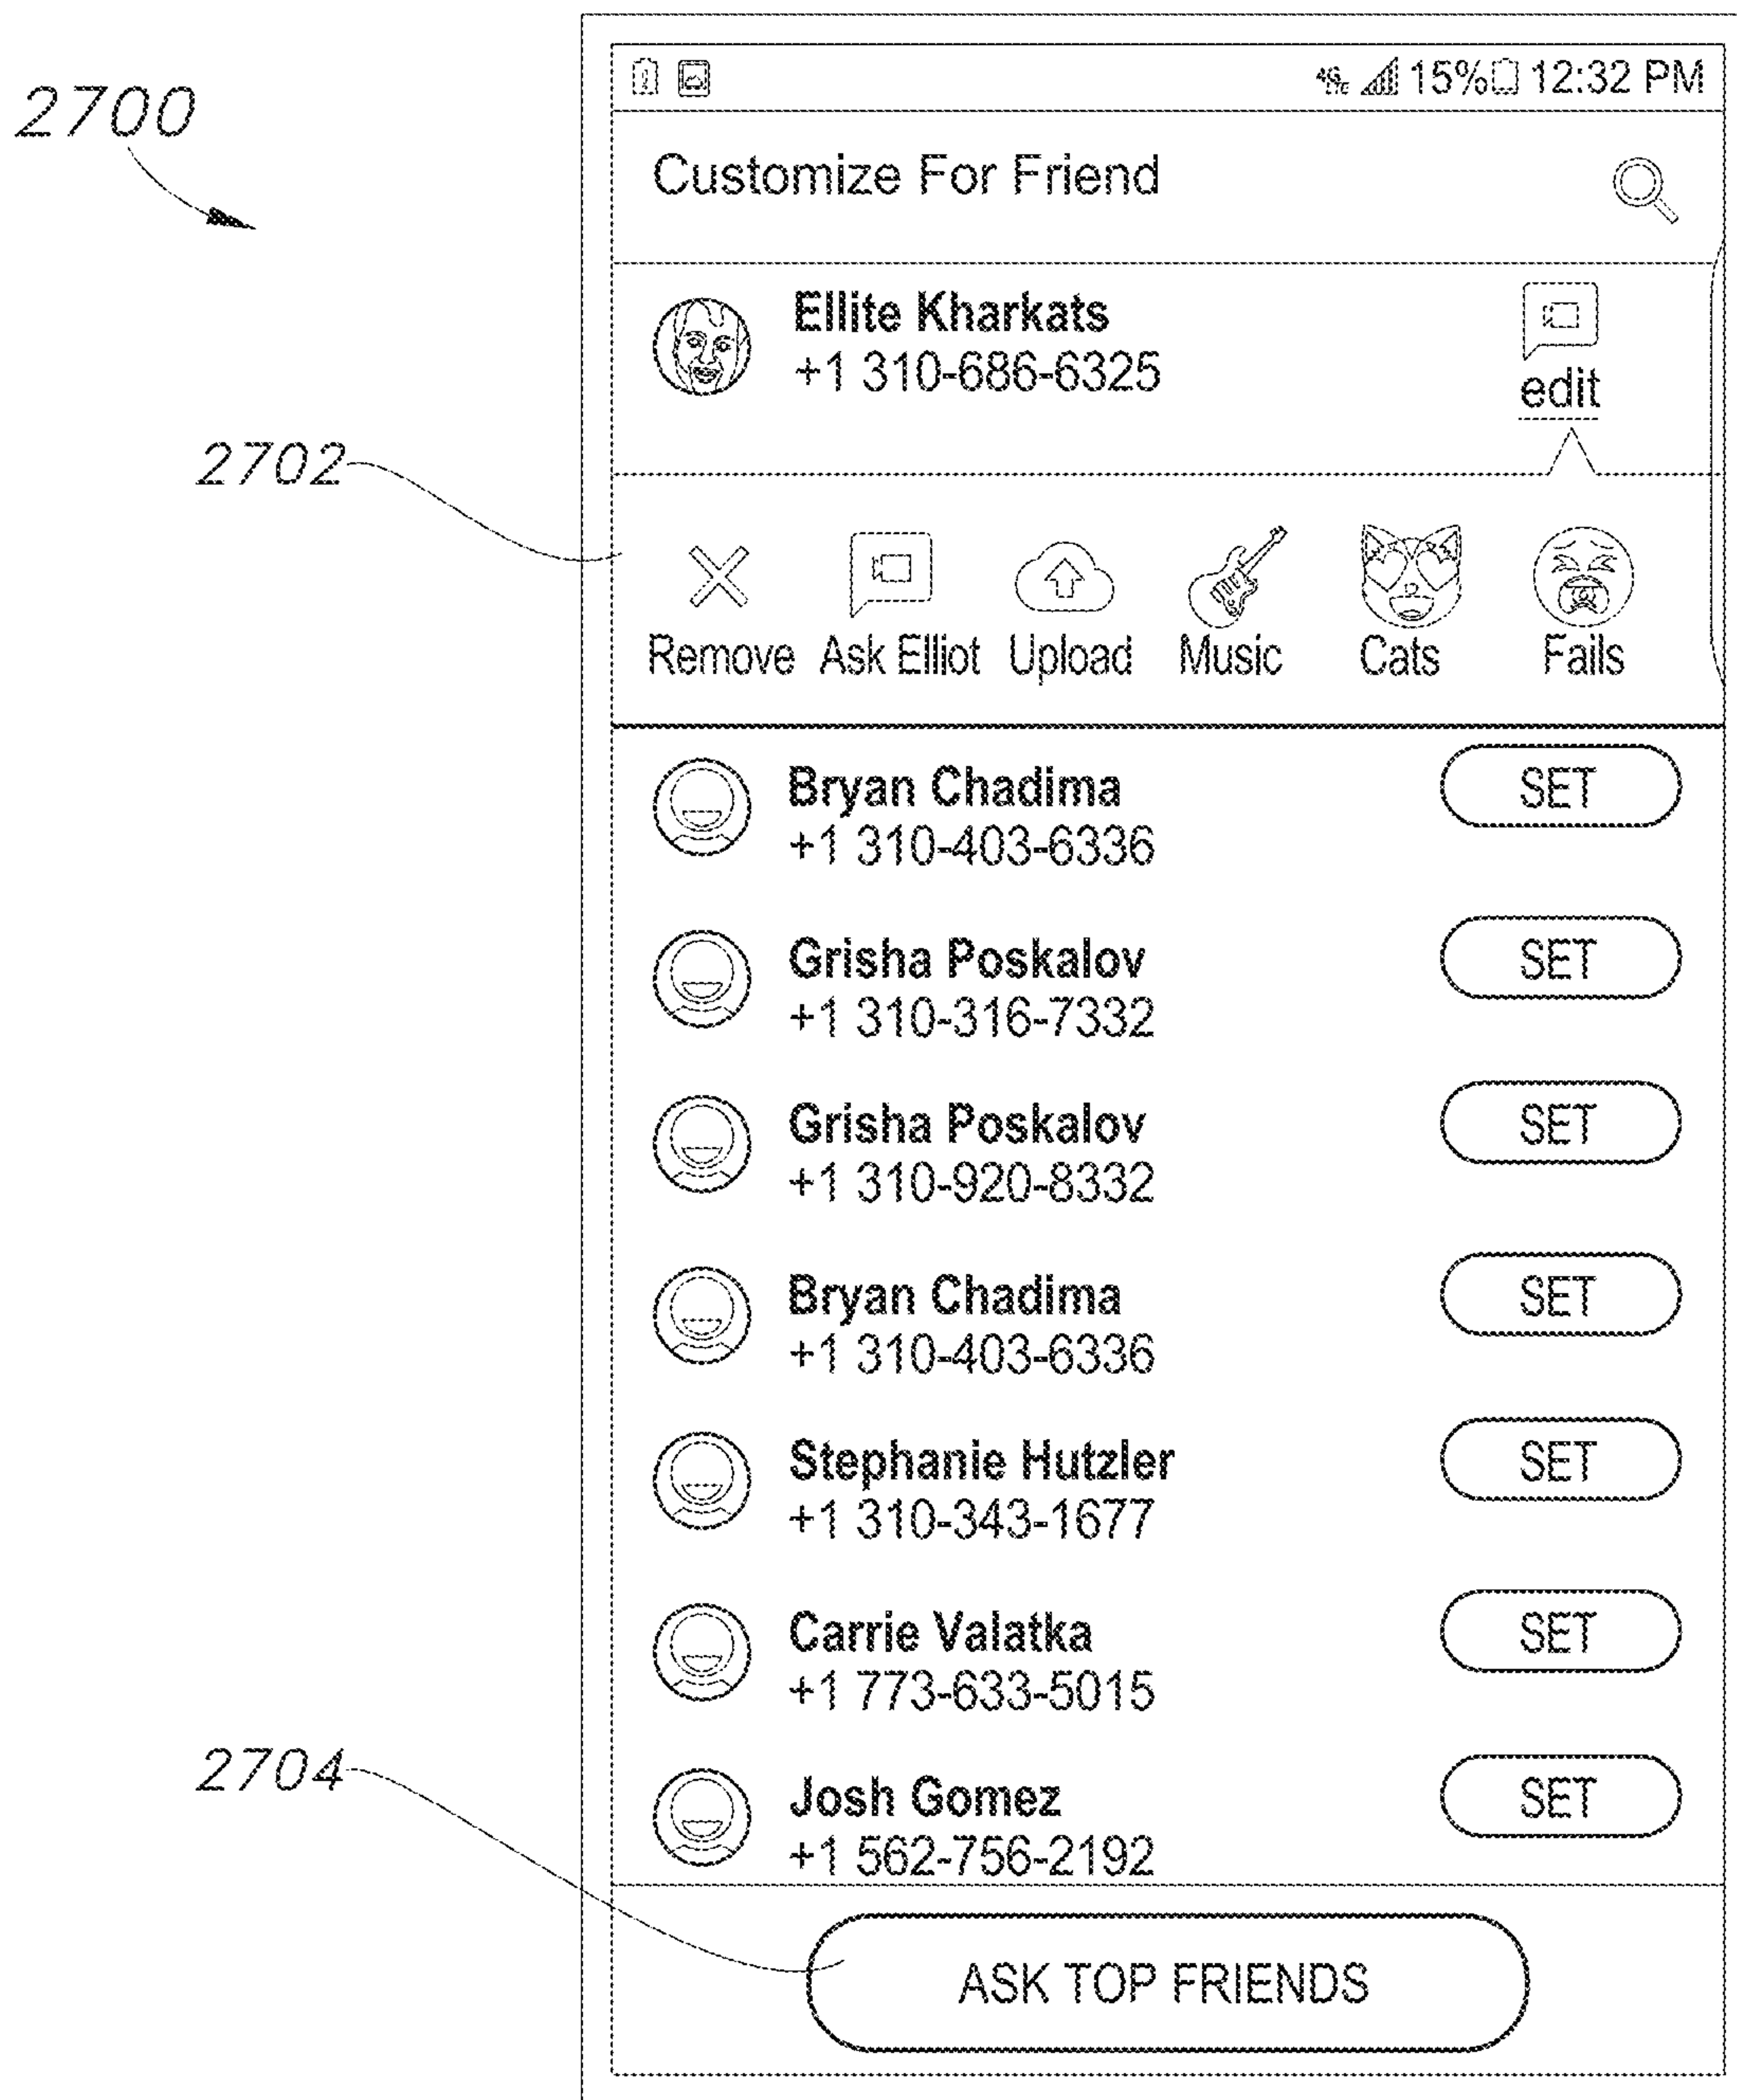 2700
15% 12:32 PM
Customize For Friend
Ellite Kharkats
+1 310-686-6325
edit
2702
Remove Ask Elliot Upload Music Cats Fails
Bryan Chadima
SET
+1 310-403-6336
Grisha Poskalov
SET
+1 310-316-7332
Grisha Poskalov
SET
+1 310-920-8332
Bryan Chadima
SET
+1 310-403-6336
Stephanie Hutzler
SET
+1 310-343-1677
Carrie Valatka
SET
+1 773-633-5015
2704
Josh Gomez
SET
+1 562-756-2192
ASK TOP FRIENDS